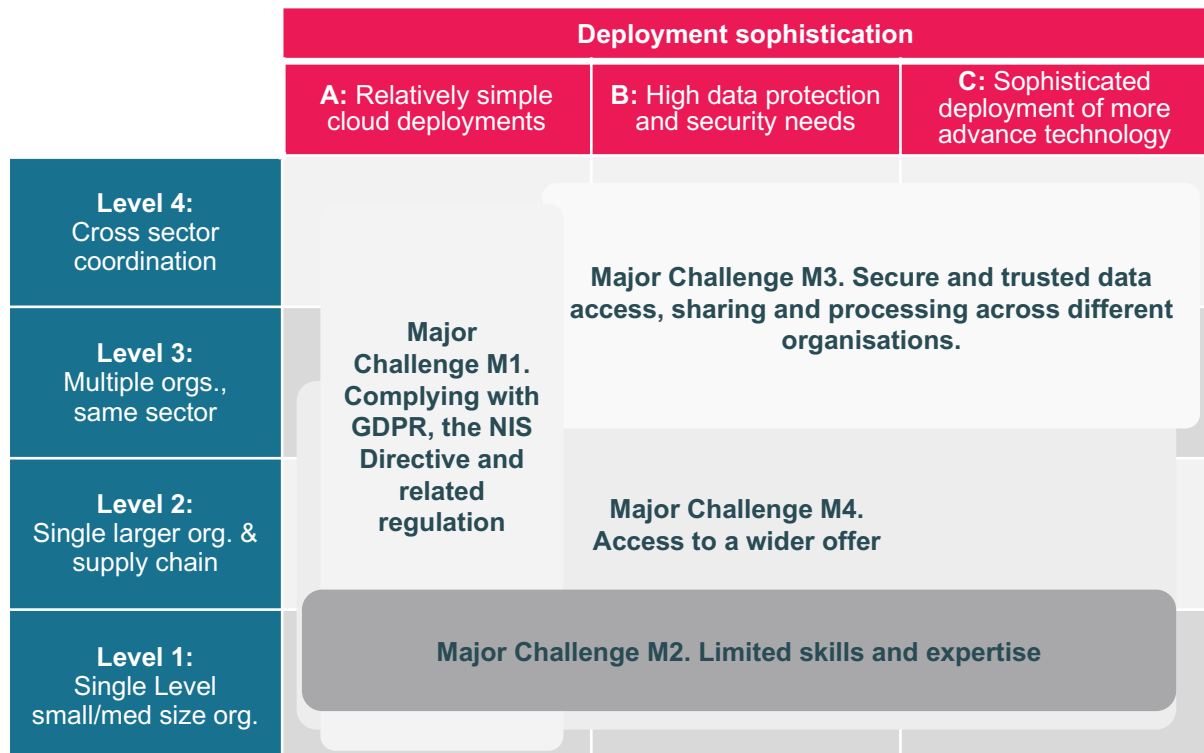 Deployment sophistication
A: Relatively simple
cloud deployments
B: High data protection
and security needs
C: Sophisticated
deployment of more
advance technology
Level 4:
Cross sector
coordination
Major Challenge M3. Secure and trusted data
access, sharing and processing across different
organisations.
Level 3:
Multiple orgs.,
same sector
Major
Challenge M1.
Complying with
GDPR, the NIS
Directive and
related
regulation
Level 2:
Single larger org. &
supply chain
Major Challenge M4.
Access to a wider offer
Level 1:
Single Level
small/med size org.
Major Challenge M2. Limited skills and expertise